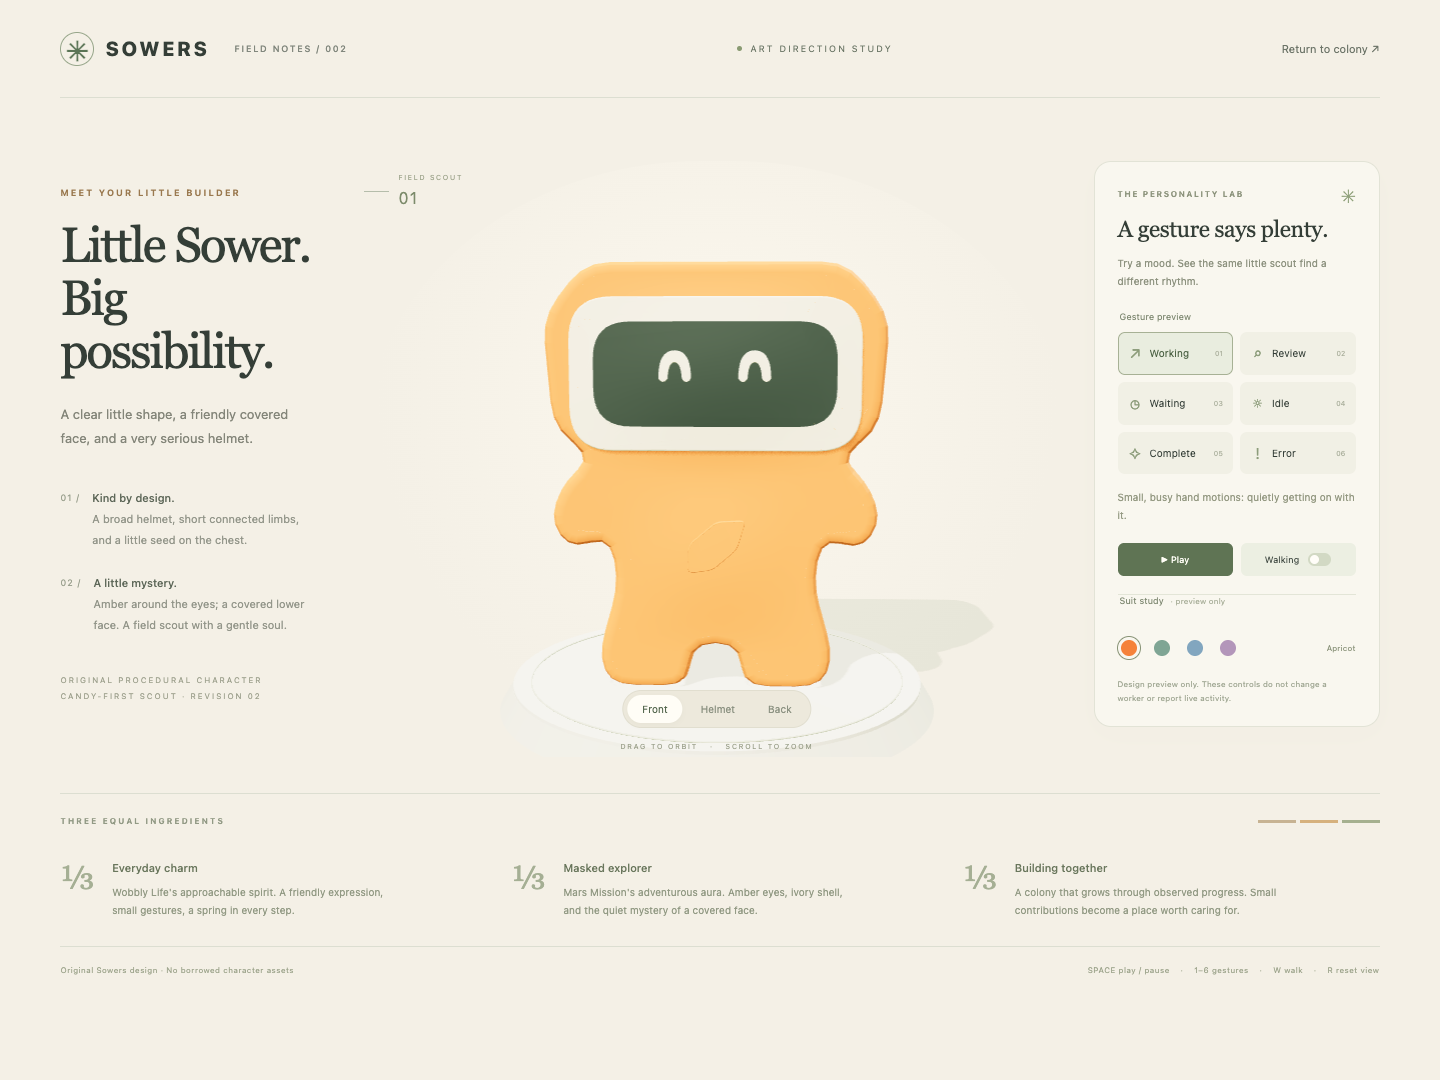 SOWERS
FIELD NOTES / 002
ART DIRECTION STUDY
Return to colony ↗
MEET YOUR LITTLE BUILDER
Little Sower.
Big
possibility.
A clear little shape, a friendly covered
face, and a very serious helmet.
01 / Kind by design.
A broad helmet, short connected limbs,
and a little seed on the chest.
02 / A little mystery.
Amber around the eyes; a covered lower
face. A field scout with a gentle soul.
ORIGINAL PROCEDURAL CHARACTER
CANDY-FIRST SCOUT · REVISION 02
FIELD SCOUT
01
Front
Helmet
Back
DRAG TO ORBIT · SCROLL TO ZOOM
THE PERSONALITY LAB
A gesture says plenty.
Try a mood. See the same little scout find a
different rhythm.
Gesture preview
Working 01
Review 02
Waiting 03
Idle 04
Complete 05
! Error 06
Small, busy hand motions: quietly getting on with
it.
▶ Play
Walking
Suit study · preview only
Apricot
Design preview only. These controls do not change a
worker or report live activity.
THREE EQUAL INGREDIENTS
⅓ Everyday charm
Wobbly Life's approachable spirit. A friendly expression,
small gestures, a spring in every step.
⅓ Masked explorer
Mars Mission's adventurous aura. Amber eyes, ivory shell,
and the quiet mystery of a covered face.
⅓ Building together
A colony that grows through observed progress. Small
contributions become a place worth caring for.
Original Sowers design · No borrowed character assets
SPACE play / pause · 1–6 gestures · W walk · R reset view